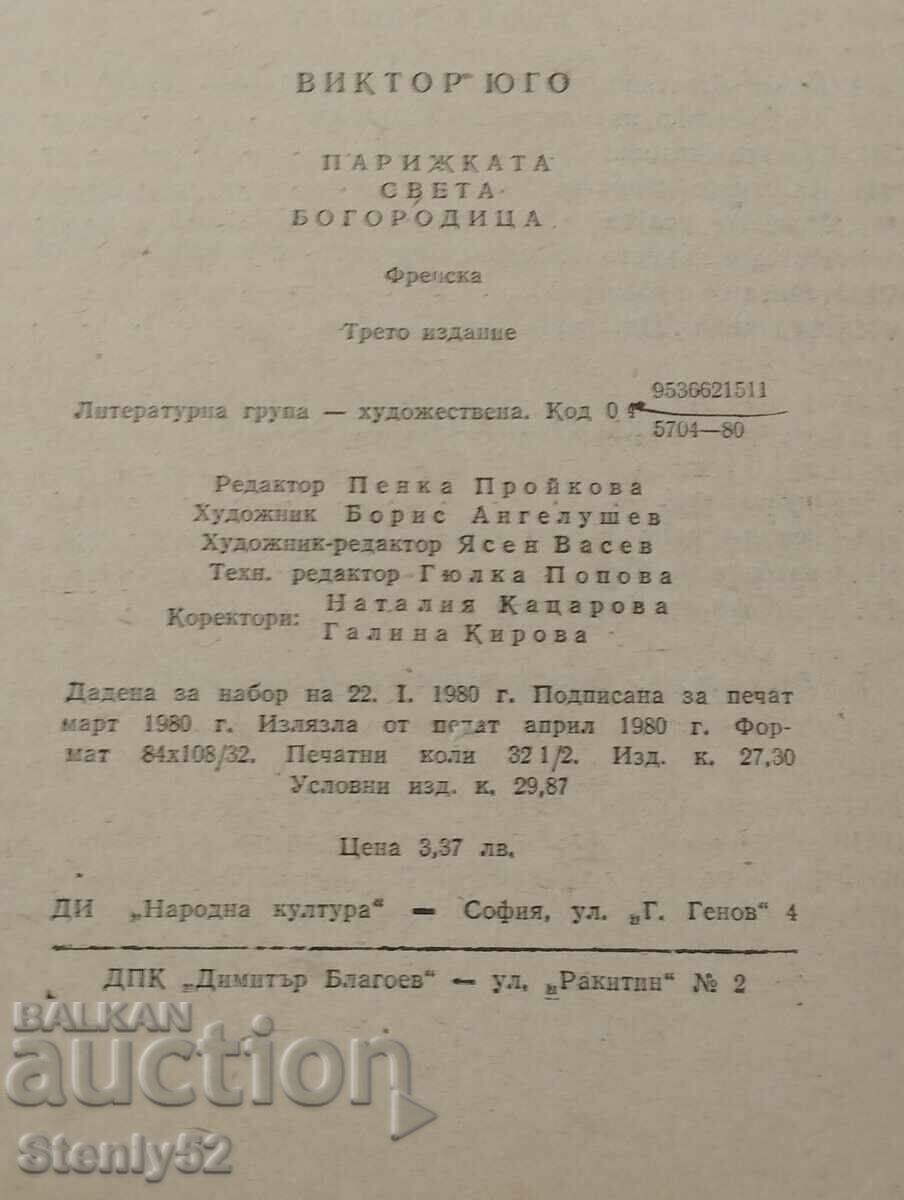 ВИКТОР ЮГО
ПАРИЖКАТА
СВЕТА
БОГОРОДИЦА
Френска
Трето издание
Литературна група — художествена. Код 04 9536621511
5704—80
Редактор Пенка Пройкова
Художник Борис Ангелушев
Художник-редактор Ясен Васев
Техн. редактор Гюлка Попова
Коректори: Наталия Кацарова
Галина Кирова
Дадена за набор на 22. I. 1980 г. Подписана за печат
март 1980 г. Излязла от печат април 1980 г. Фор-
мат 84x108/32. Печатни коли 32 1/2. Изд. к. 27,30
Условни изд. к. 29,87
Цена 3,37 лв.
ДИ „Народна култура“ — София, ул. „Г. Генов“ 4
ДПК „Димитър Благоев“ — ул. „Ракитин“ № 2
BALKAN
auction
Stenly52